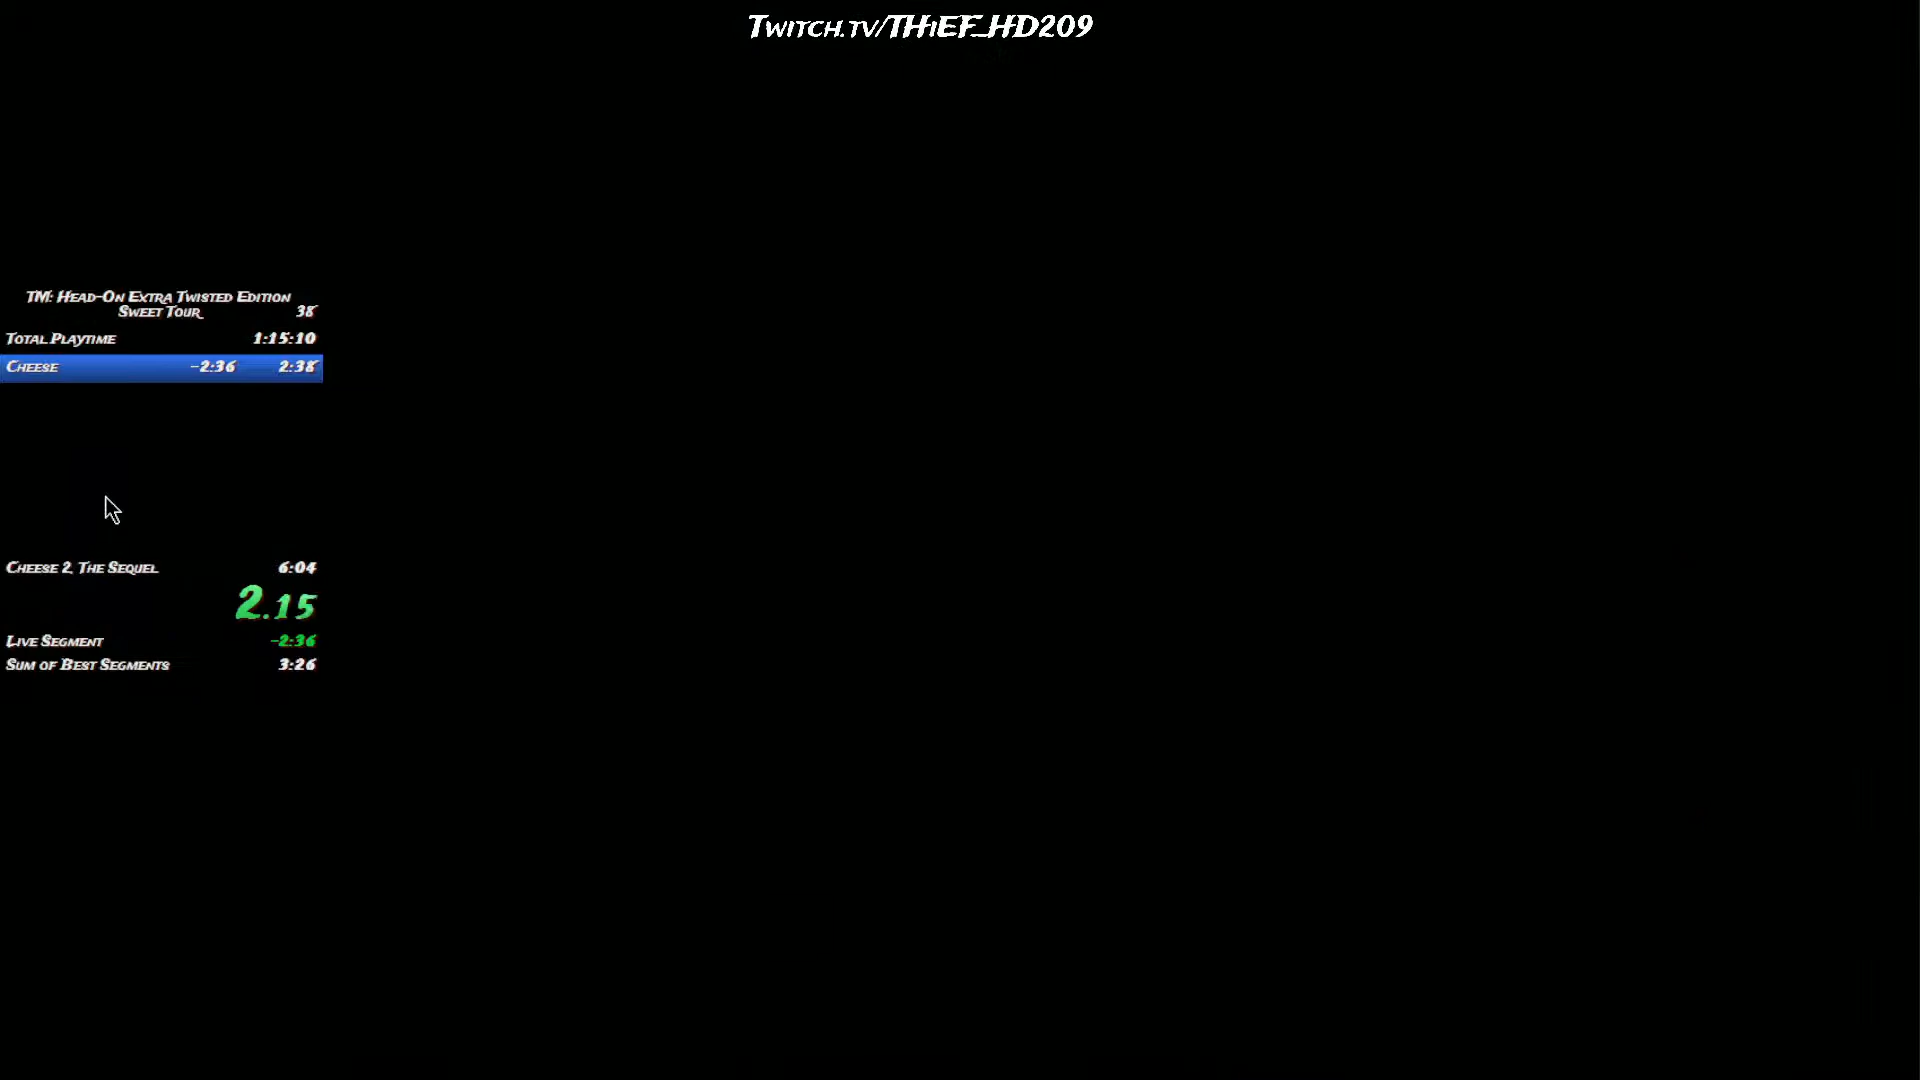 Twitch.tv/THiEF_HD209
TM: Head-On Extra Twisted Edition
Sweet Tour 38
Total Playtime 1:15:10
Cheese -2:36 2:38
Cheese 2, The Sequel 6:04
2.15
Live Segment -2:36
Sum of Best Segments 3:26